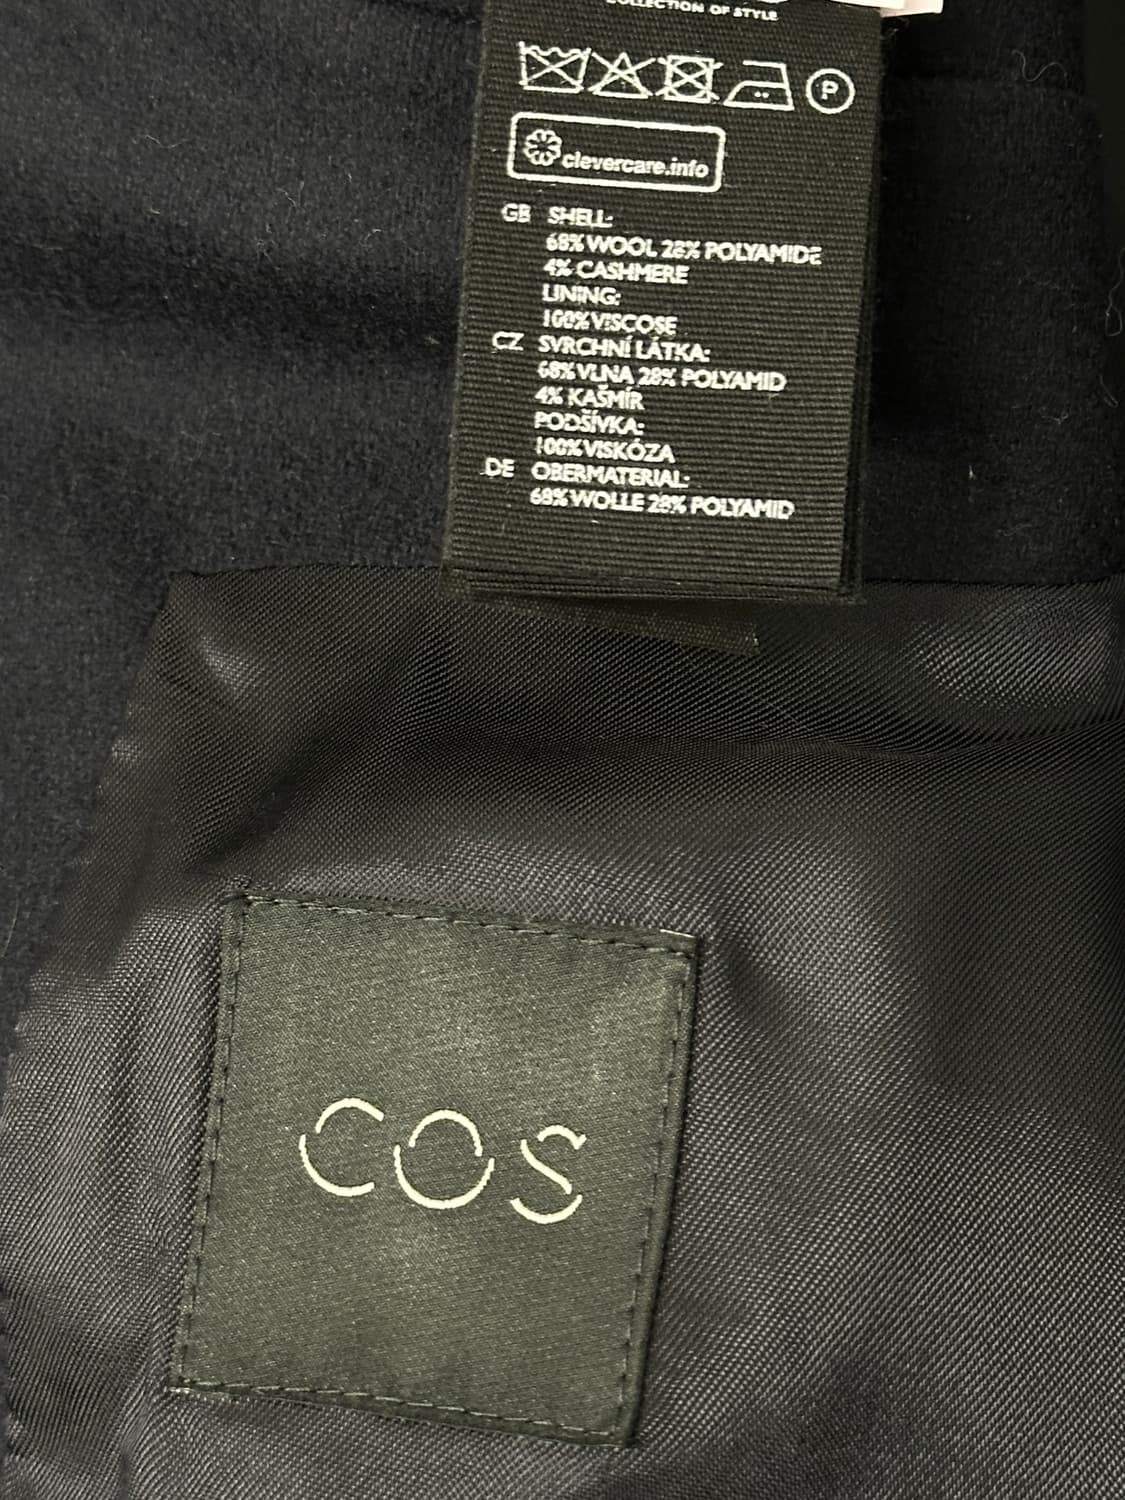 COLLECTION OF STYLE
P
clevercare.info
GB SHELL:
68% WOOL 28% POLYAMIDE
4% CASHMERE
LINING:
100% VISCOSE
CZ SVRCHNÍ LÁTKA:
68% VLNA 28% POLYAMID
4% KAŠMÍR
PODŠÍVKA:
100% VISKÓZA
DE OBERMATERIAL:
68% WOLLE 28% POLYAMID
COS